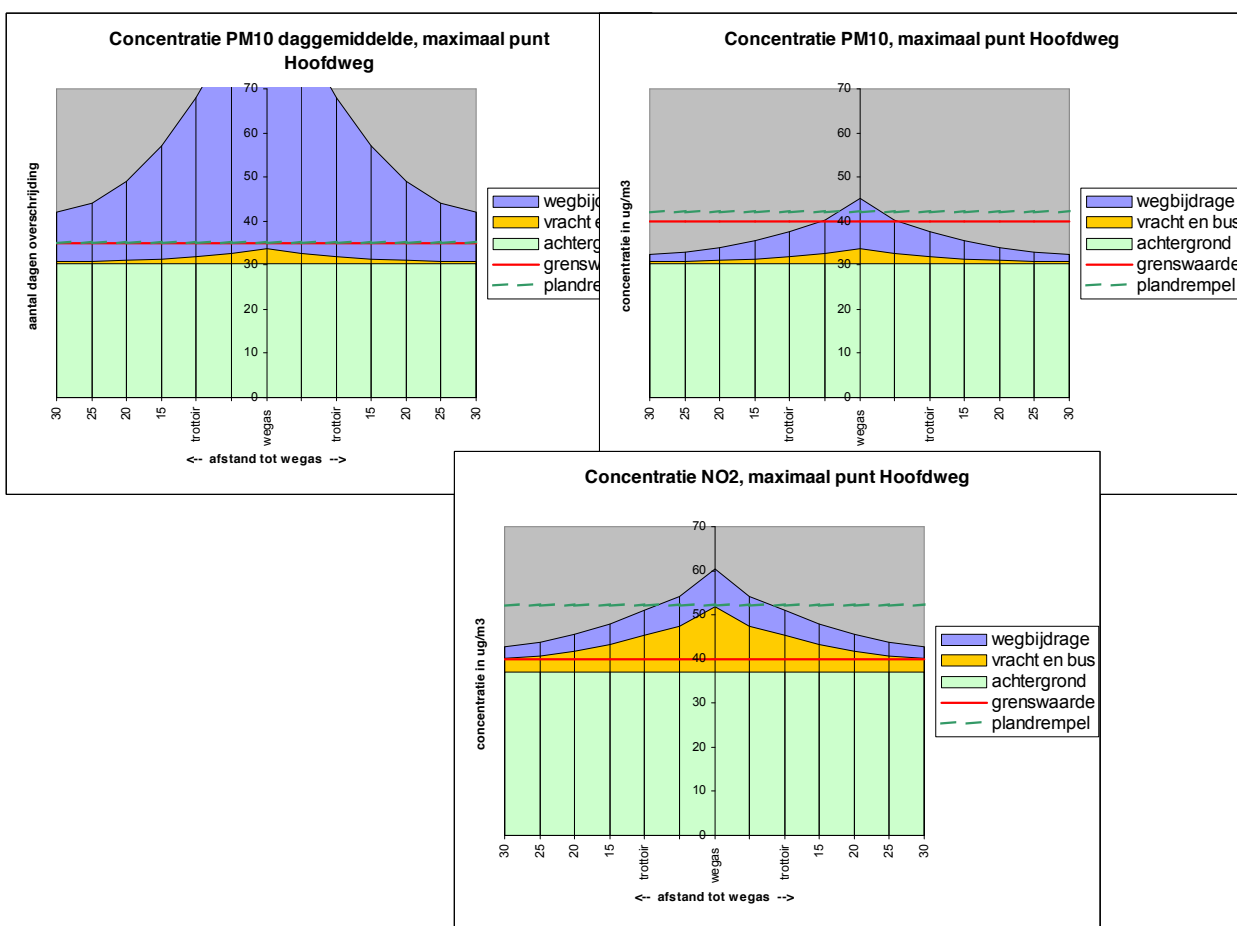 Concentratie PM10 daggemiddelde, maximaal punt
Hoofdweg
aantal dagen overschrijding
70
60
50
40
30
20
10
0
30 25 20 15 trottoir wegas trottoir 15 20 25 30
<-- afstand tot wegas -->
grensw
plandre
Concentratie PM10, maximaal punt Hoofdweg
concentratie in ug/m3
70
60
50
40
30
20
10
0
30 25 20 15 trottoir wegas trottoir 15 20 25 30
wegbijdrage
vracht en bus
achtergrond
grenswaarde
plandrempel
Concentratie NO2, maximaal punt Hoofdweg
concentratie in ug/m3
70
60
50
40
30
20
10
0
30 25 20 15 trottoir wegas trottoir 15 20 25 30
<-- afstand tot wegas -->
wegbijdrage
vracht en bus
achtergrond
grenswaarde
plandrempel